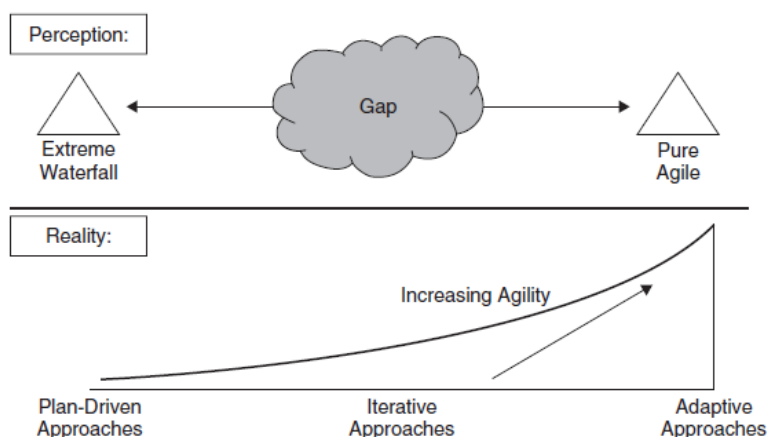 Perception:
Gap
Extreme
Waterfall
Pure
Agile
Reality:
Increasing Agility
Plan-Driven
Approaches
Iterative
Approaches
Adaptive
Approaches